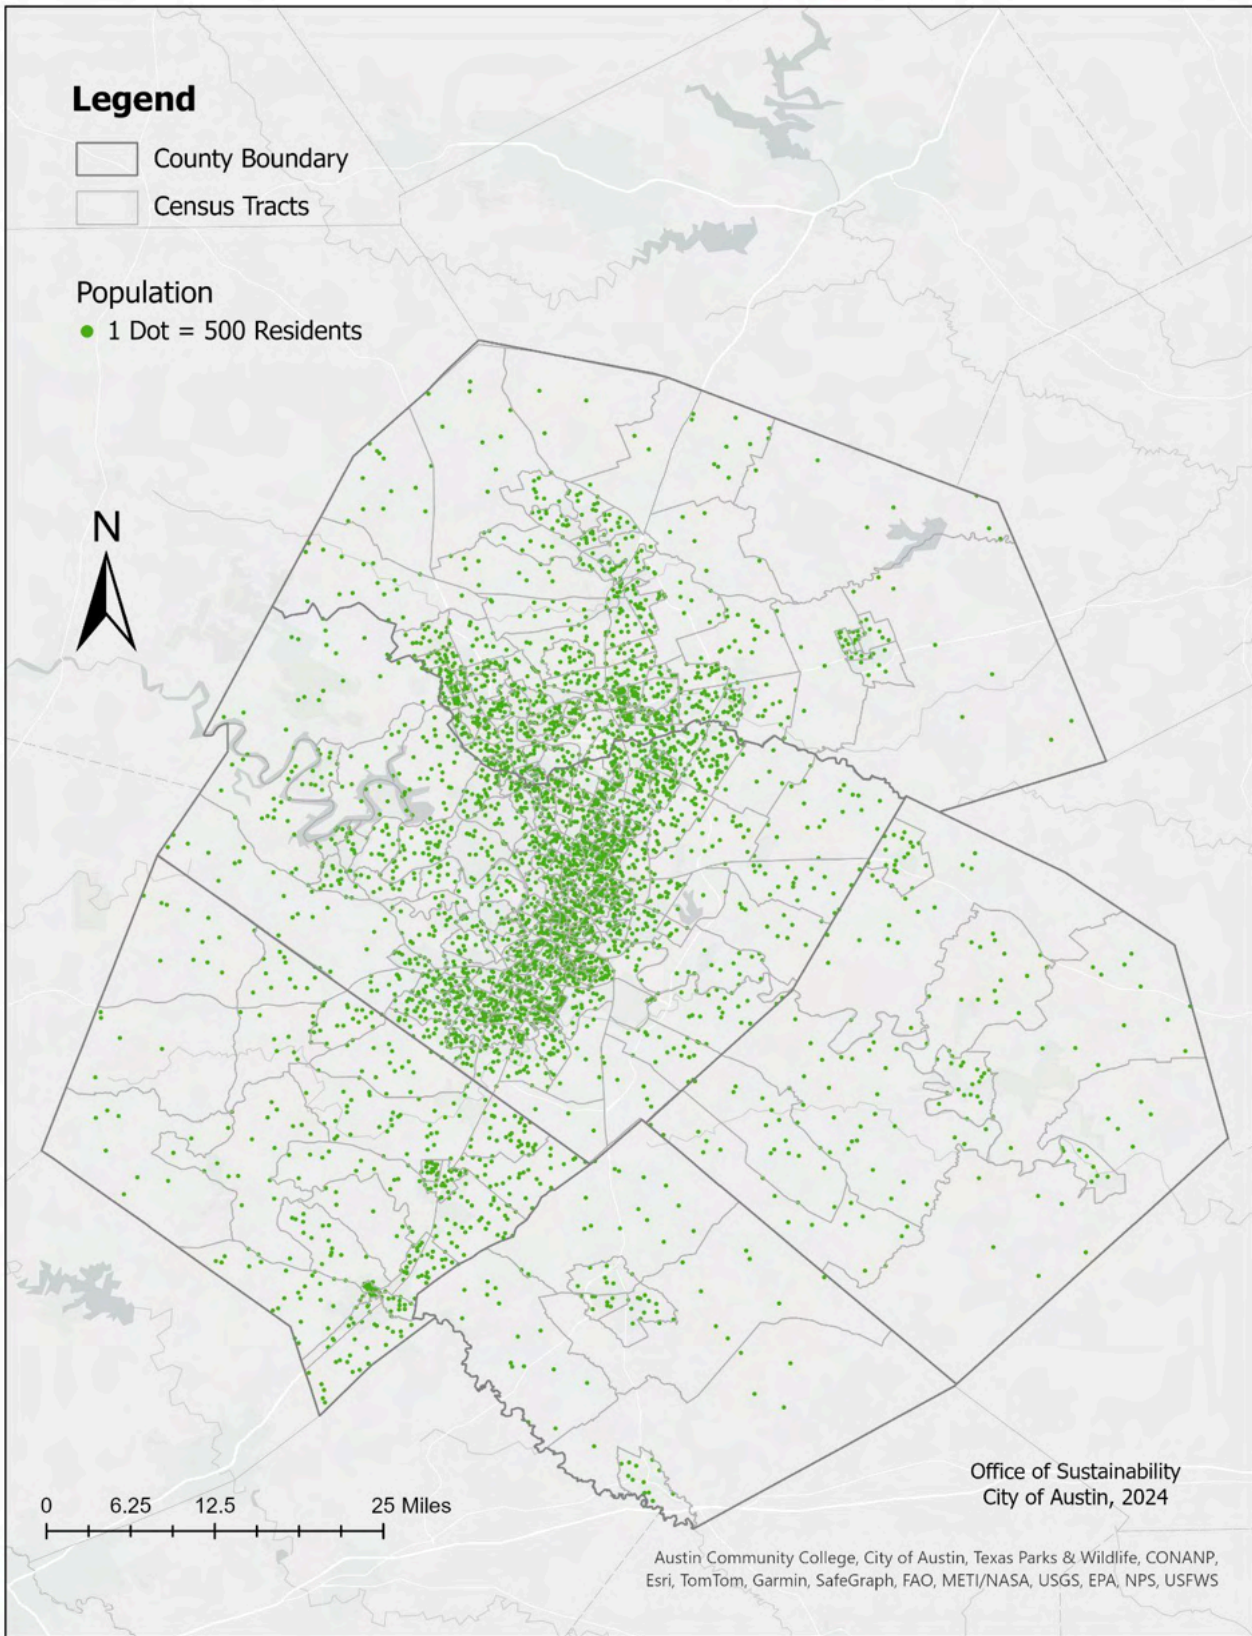 Legend
County Boundary
Census Tracts
Population
1 Dot = 500 Residents
N
0 6.25 12.5 25 Miles
Office of Sustainability
City of Austin, 2024
Austin Community College, City of Austin, Texas Parks & Wildlife, CONANP,
Esri, TomTom, Garmin, SafeGraph, FAO, METI/NASA, USGS, EPA, NPS, USFWS